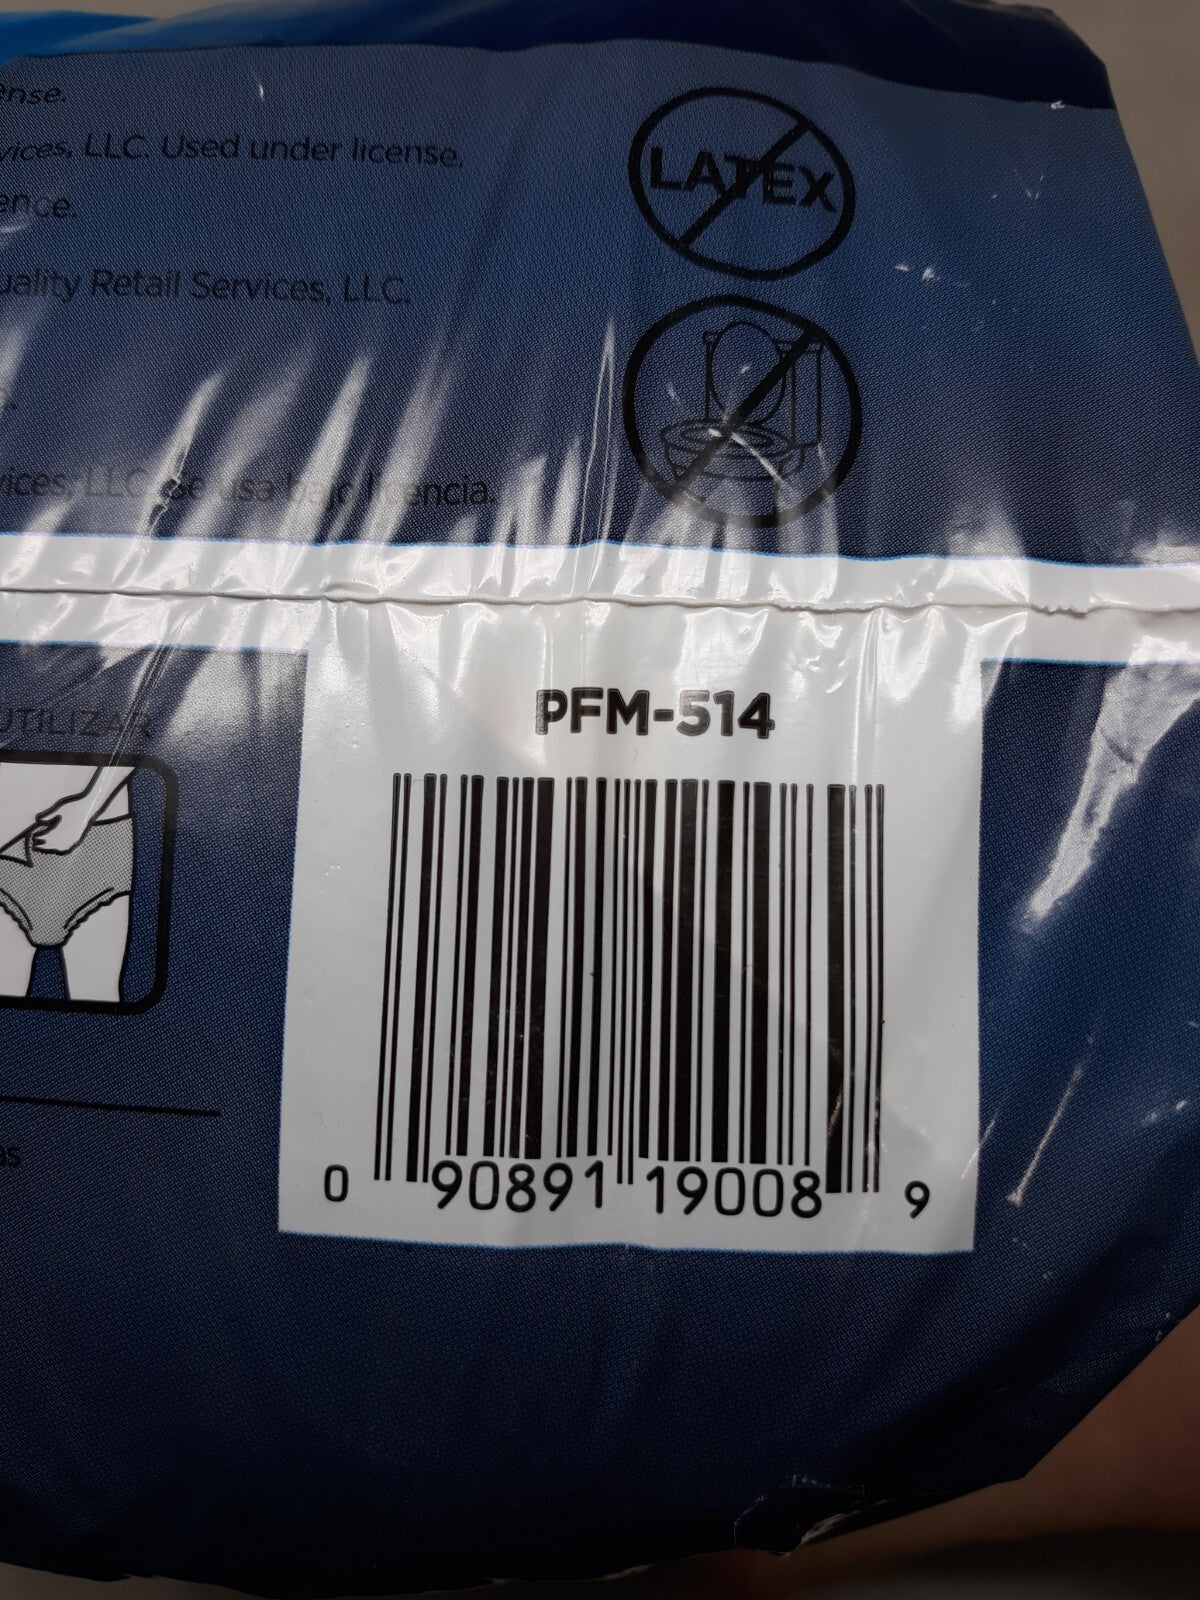 ense.
vices, LLC. Used under license.
ence.
uality Retail Services, LLC.
vices, LLC. Se usa bajo licencia.
LATEX
UTILIZAR
as
PFM-514
0 90891 19008 9